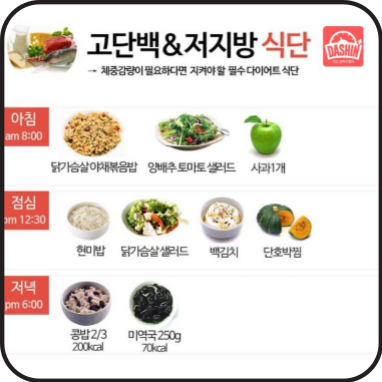 고단백&저지방 식단
→ 체중감량이 필요하다면 지켜야 할 필수 다이어트 식단
DASHIN
아침
am 8:00
닭가슴살 야채볶음밥
양배추 토마토 샐러드
사과1개
점심
pm 12:30
현미밥
닭가슴살 샐러드
백김치
단호박찜
저녁
pm 6:00
콩밥 2/3
200kcal
미역국 250g
70kcal